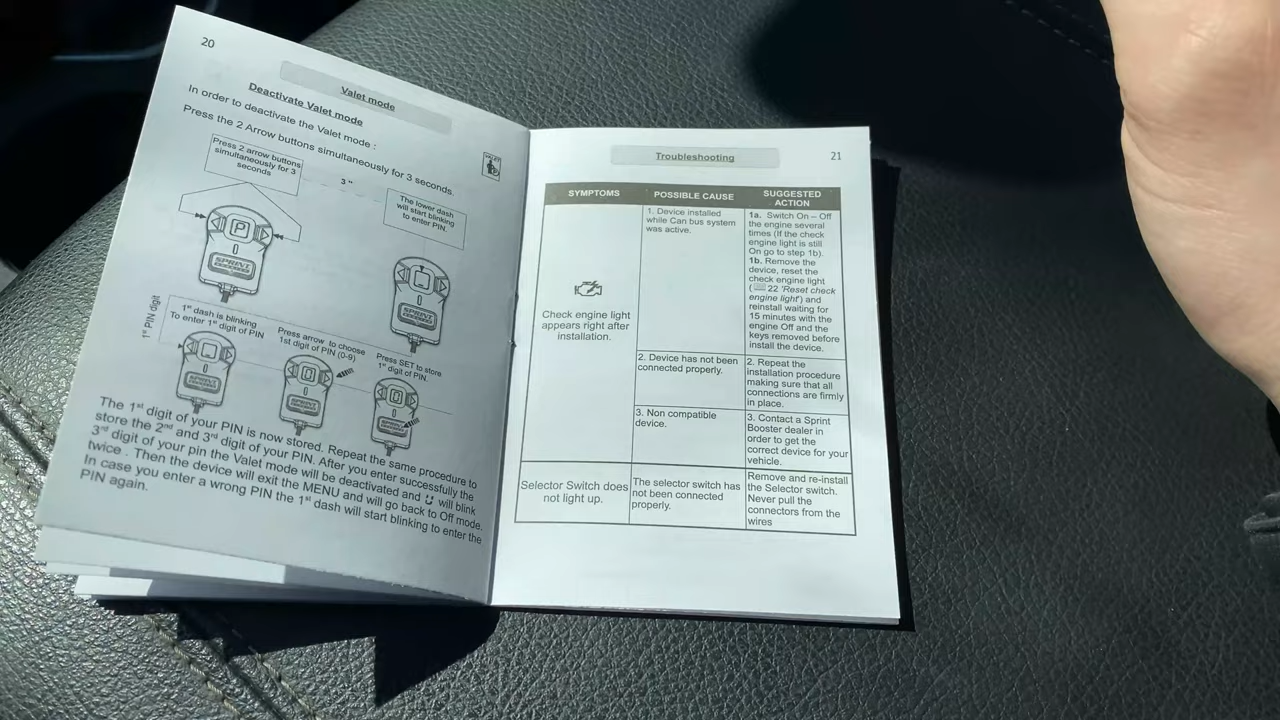 20
Valet mode
Deactivate Valet mode
In order to deactivate the Valet mode :
Press the 2 Arrow buttons simultaneously for 3 seconds.
VALET
P
Press 2 arrow buttons
simultaneously for 3
seconds
3 "
The lower dash
will start blinking
to enter PIN.
P
SPRINT
BOOSTER
SPRINT
BOOSTER
1st PIN digit
1st dash is blinking
To enter 1st digit of PIN
Press arrow to choose
1st digit of PIN (0-9)
Press SET to store
1st digit of PIN.
SPRINT
BOOSTER
SPRINT
BOOSTER
SPRINT
BOOSTER
The 1st digit of your PIN is now stored. Repeat the same procedure to
store the 2nd and 3rd digit of your PIN. After you enter successfully the
3rd digit of your pin the Valet mode will be deactivated and will blink
twice . Then the device will exit the MENU and will go back to Off mode.
In case you enter a wrong PIN the 1st dash will start blinking to enter the
PIN again.
21
Troubleshooting
SYMPTOMS
POSSIBLE CAUSE
SUGGESTED
ACTION
Check engine light
appears right after
installation.
1. Device installed
while Can bus system
was active.
1a. Switch On – Off
the engine several
times (If the check
engine light is still
On go to step 1b).
1b. Remove the
device, reset the
check engine light
( 22 'Reset check
engine light') and
reinstall waiting for
15 minutes with the
engine Off and the
keys removed before
install the device.
2. Device has not been
connected properly.
2. Repeat the
installation procedure
making sure that all
connections are firmly
in place.
3. Non compatible
device.
3. Contact a Sprint
Booster dealer in
order to get the
correct device for your
vehicle.
Selector Switch does
not light up.
The selector switch has
not been connected
properly.
Remove and re-install
the Selector switch.
Never pull the
connectors from the
wires